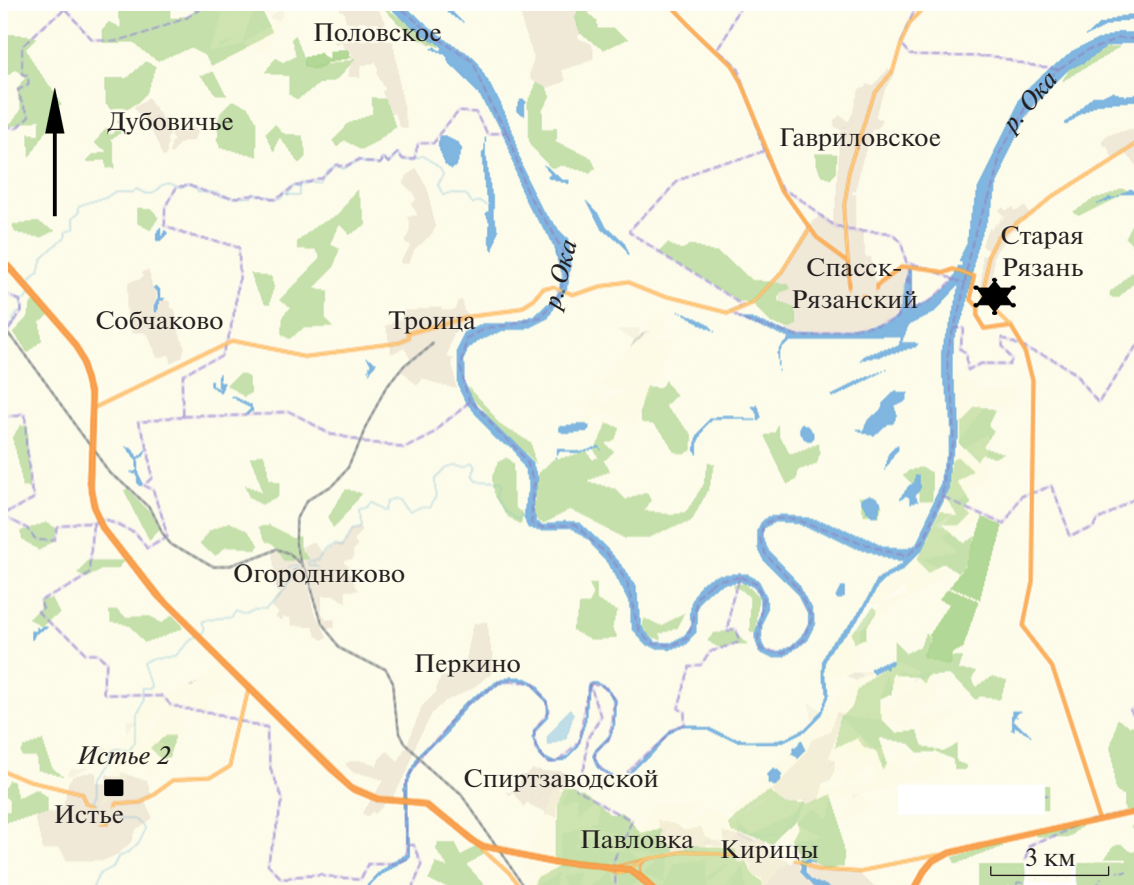 Половское
Дубовичье
р. Ока
Гавриловское
Старая
Рязань
Спасск-
Рязанский
р. Ока
Собчаково
Троица
Огородниково
Перкино
Истье 2
Спиртзаводской
Истье
Павловка
Кирицы
3 км